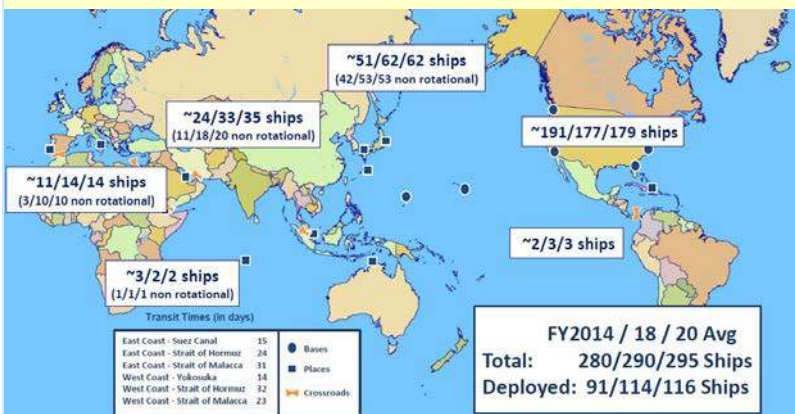 ~51/62/62 ships
(42/53/53 non rotational)
~24/33/35 ships
(11/18/20 non rotational)
~191/177/179 ships
~11/14/14 ships
(3/10/10 non rotational)
~2/3/3 ships
~3/2/2 ships
(1/1/1 non rotational)
Transit Times (in days)
East Coast - Suez Canal 15
East Coast - Strait of Hormuz 24
East Coast - Strait of Malacca 31
West Coast - Yokosuka 14
West Coast - Strait of Hormuz 32
West Coast - Strait of Malacca 23
Bases
Places
Crossroads
FY2014 / 18 / 20 Avg
Total: 280/290/295 Ships
Deployed: 91/114/116 Ships